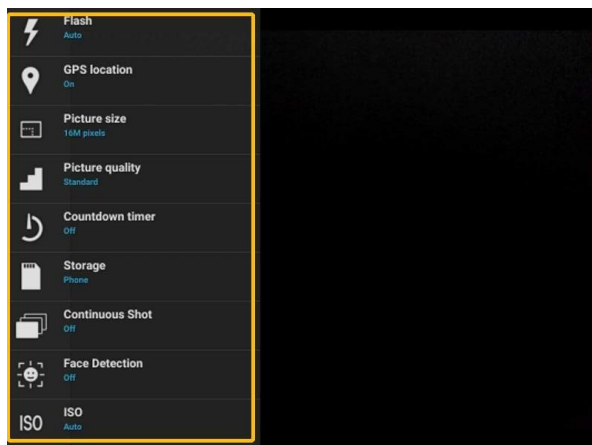 Flash
Auto
GPS location
On
Picture size
16M pixels
Picture quality
Standard
Countdown timer
Off
Storage
Phone
Continuous Shot
Off
Face Detection
Off
ISO
ISO
Auto